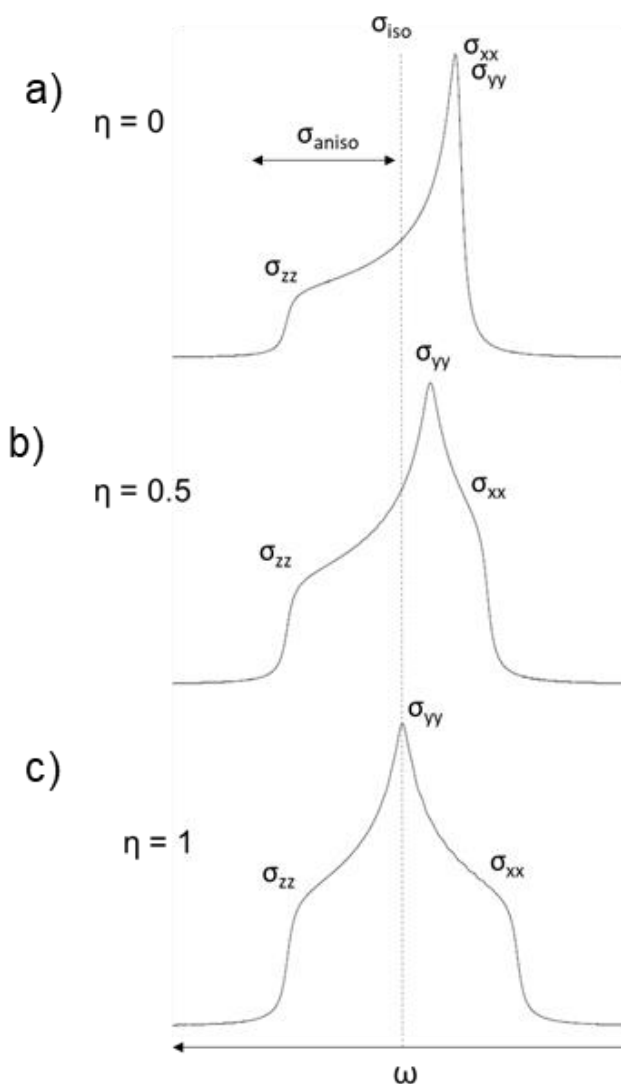 σiso
a)
σxx
σyy
η = 0
σaniso
σzz
σyy
b)
η = 0.5
σxx
σzz
σyy
c)
η = 1
σzz
σxx
ω